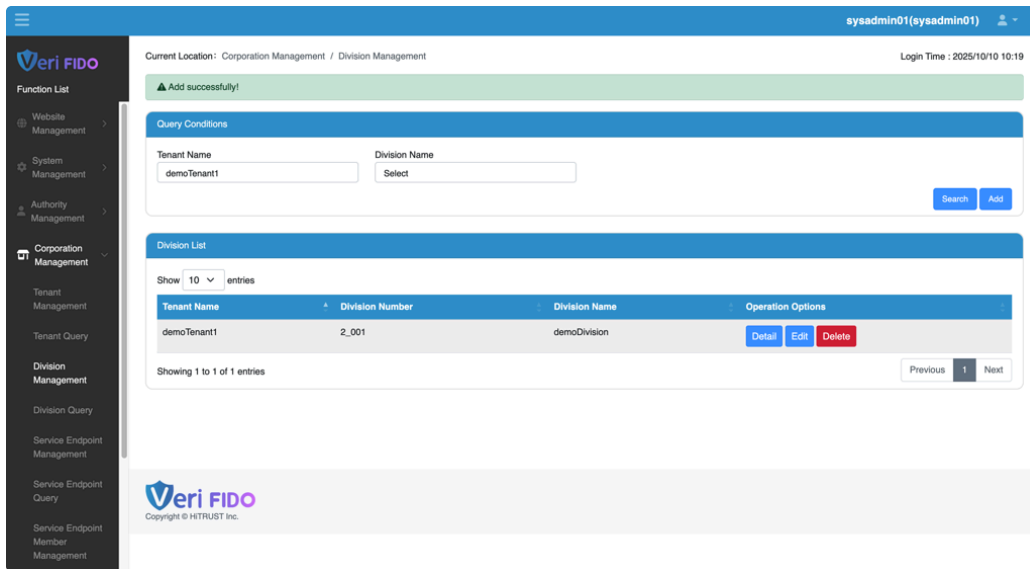 sysadmin01(sysadmin01)
Veri FIDO
Function List
Website
Management
System
Management
Authority
Management
Corporation
Management
Tenant
Management
Tenant Query
Division
Management
Division Query
Service Endpoint
Management
Service Endpoint
Query
Service Endpoint
Member
Management
Current Location： Corporation Management / Division Management
Login Time : 2025/10/10 10:19
Add successfully!
Query Conditions
Tenant Name Division Name
demoTenant1 Select
Search Add
Division List
Show 10 entries
Tenant Name Division Number Division Name Operation Options
demoTenant1 2_001 demoDivision Detail Edit Delete
Showing 1 to 1 of 1 entries
Previous 1 Next
Veri FIDO
Copyright © HiTRUST Inc.